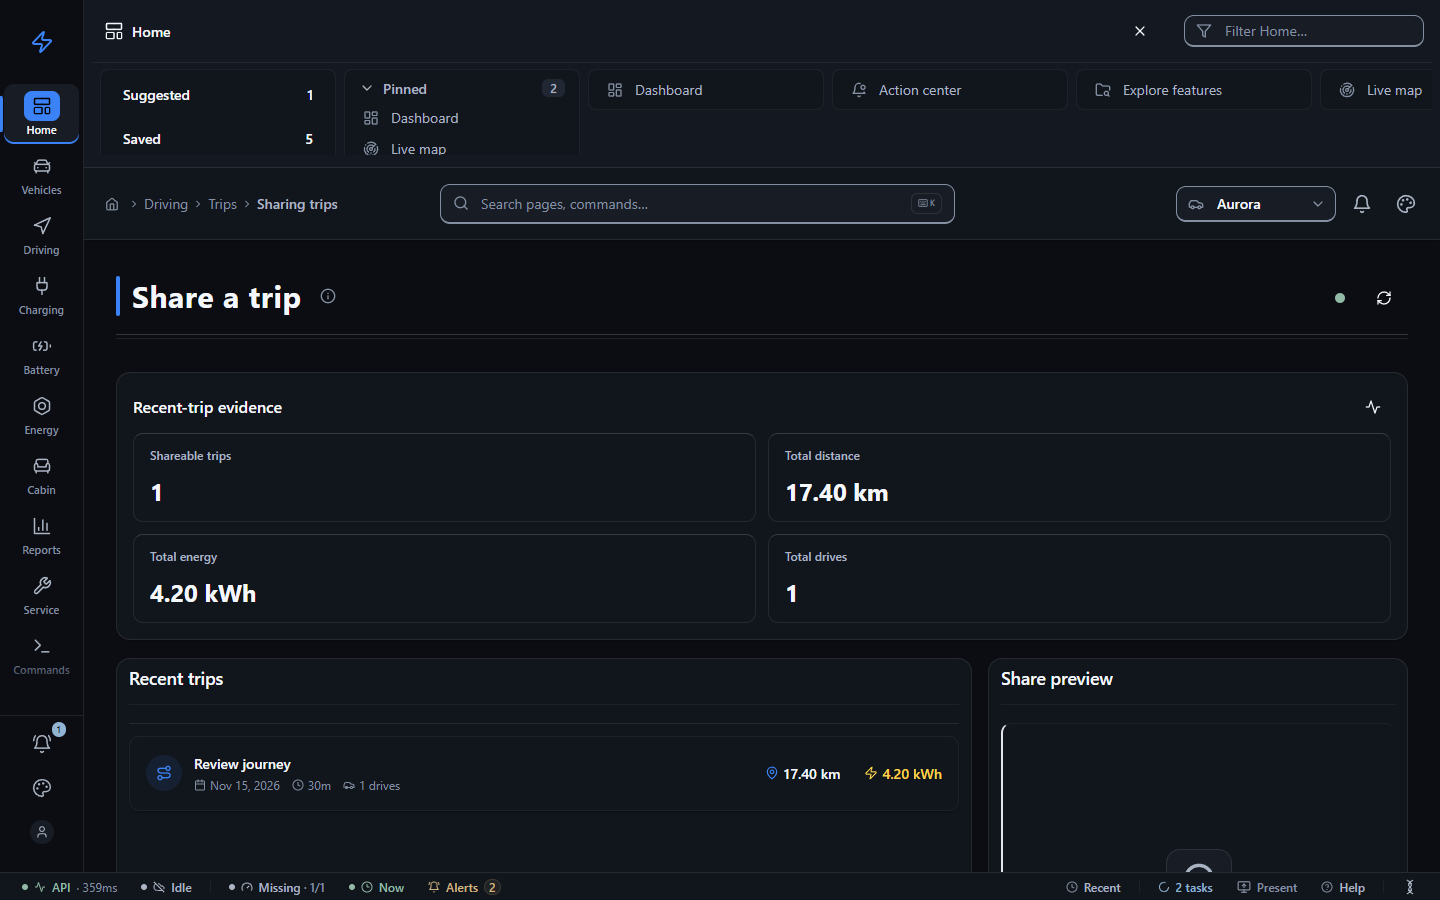 Home
Filter Home...
Home
Vehicles
Driving
Charging
Battery
Energy
Cabin
Reports
Service
Commands
1
Suggested 1
Saved 5
Pinned 2
Dashboard
Live map
Dashboard
Action center
Explore features
Live map
Driving Trips Sharing trips
Search pages, commands...
K
Aurora
Share a trip
Recent-trip evidence
Shareable trips
1
Total distance
17.40 km
Total energy
4.20 kWh
Total drives
1
Recent trips
Review journey
Nov 15, 2026 30m 1 drives
17.40 km 4.20 kWh
Share preview
API · 359ms Idle Missing · 1/1 Now Alerts 2 Recent 2 tasks Present Help